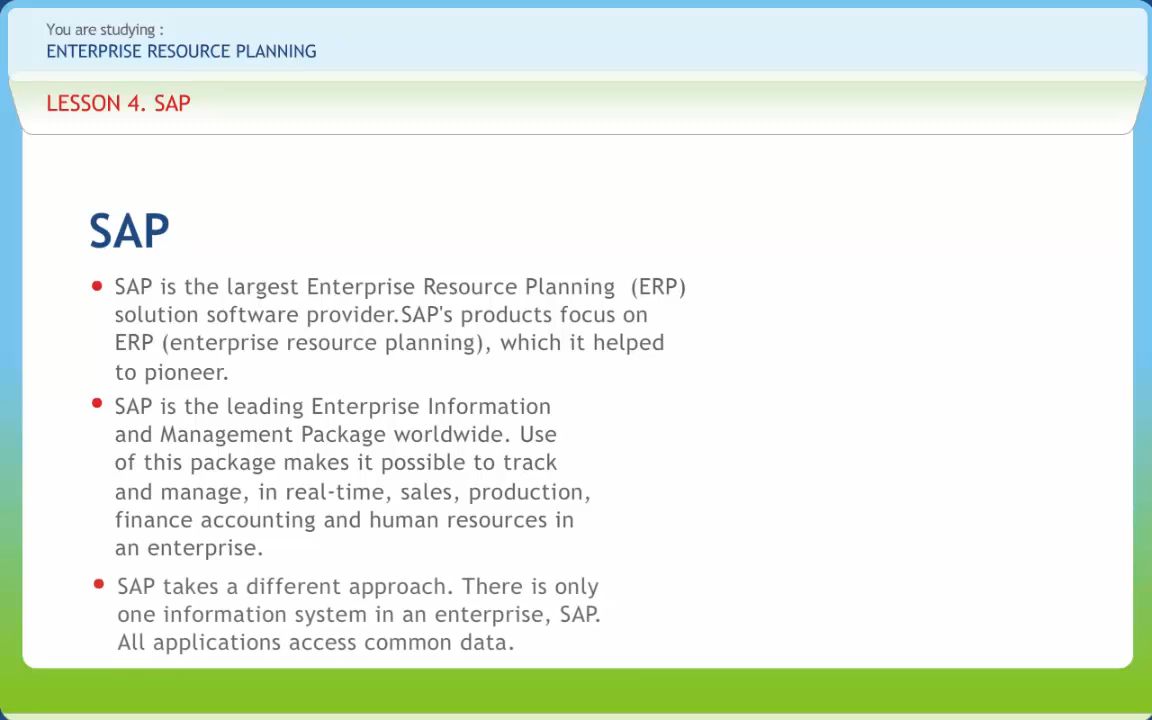 You are studying :
ENTERPRISE RESOURCE PLANNING
LESSON 4. SAP
SAP
• SAP is the largest Enterprise Resource Planning  (ERP)
solution software provider.SAP's products focus on
ERP (enterprise resource planning), which it helped
to pioneer.
• SAP is the leading Enterprise Information
and Management Package worldwide. Use
of this package makes it possible to track
and manage, in real-time, sales, production,
finance accounting and human resources in
an enterprise.
• SAP takes a different approach. There is only
one information system in an enterprise, SAP.
All applications access common data.